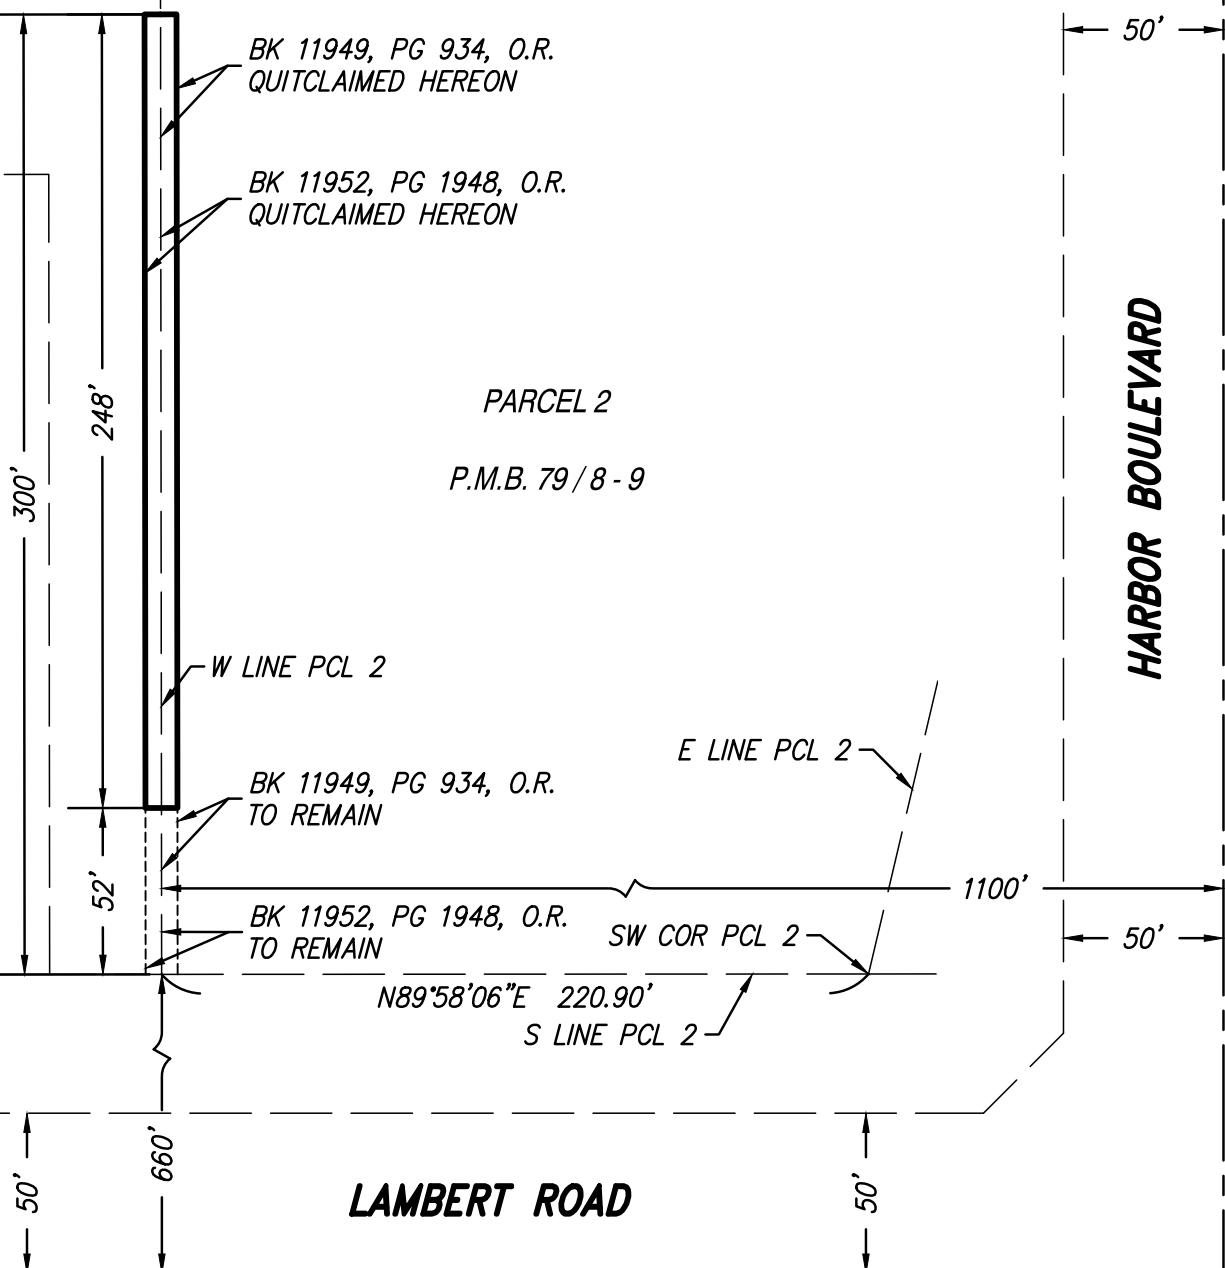 50'
BK 11949, PG 934, O.R.
QUITCLAIMED HEREON
BK 11952, PG 1948, O.R.
QUITCLAIMED HEREON
HARBOR BOULEVARD
248'
PARCEL 2
300'
P.M.B. 79 / 8 - 9
W LINE PCL 2
E LINE PCL 2
BK 11949, PG 934, O.R.
TO REMAIN
52'
1100'
BK 11952, PG 1948, O.R.
TO REMAIN
SW COR PCL 2
50'
N89°58'06"E 220.90'
S LINE PCL 2
660'
50'
LAMBERT ROAD
50'